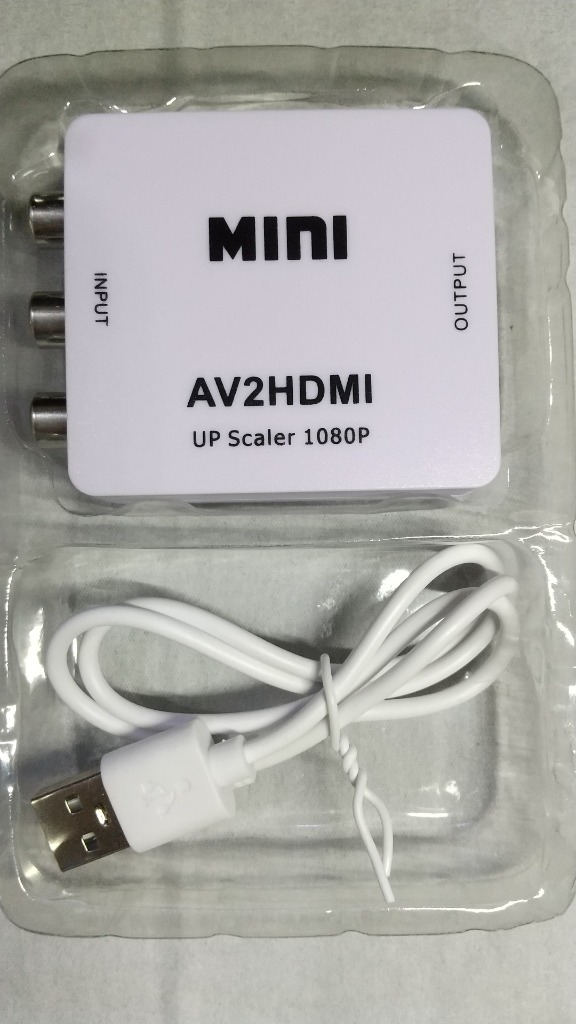 MINI
INPUT
OUTPUT
AV2HDMI
UP Scaler 1080P